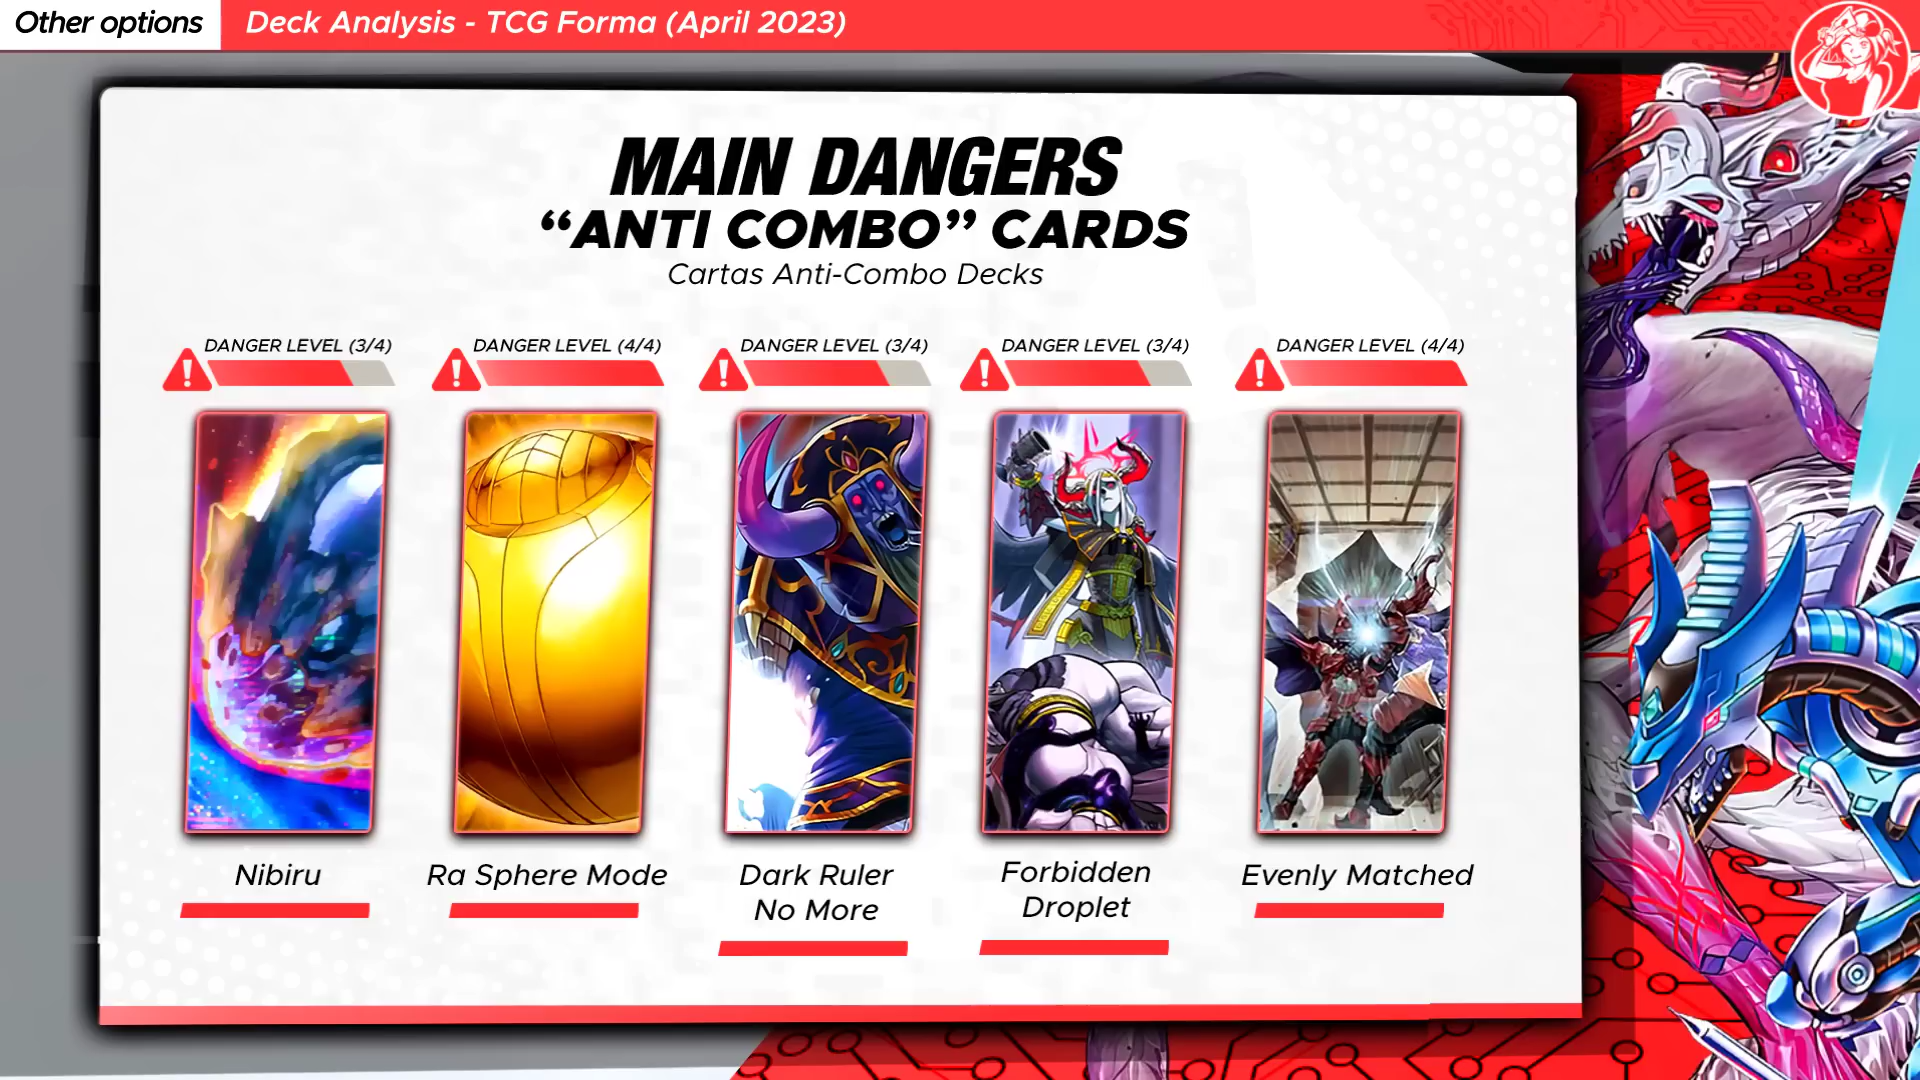 Other options
Deck Analysis - TCG Forma (April 2023)
MAIN DANGERS
“ANTI COMBO” CARDS
Cartas Anti-Combo Decks
DANGER LEVEL (3/4)
DANGER LEVEL (4/4)
DANGER LEVEL (3/4)
DANGER LEVEL (3/4)
DANGER LEVEL (4/4)
Nibiru
Ra Sphere Mode
Dark Ruler
No More
Forbidden
Droplet
Evenly Matched